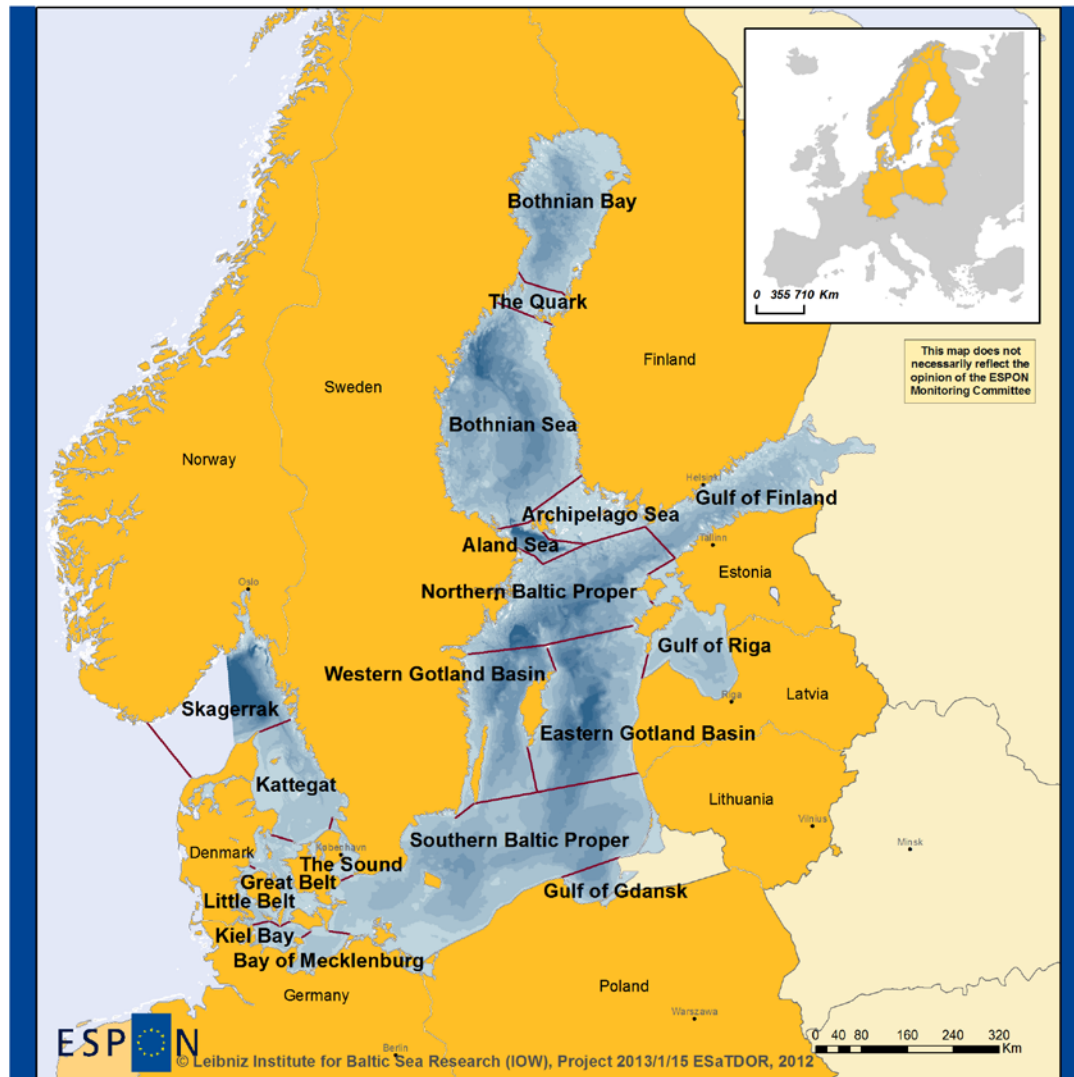 Bothnian Bay
0 355 710 Km
The Quark
Finland
This map does not
necessarily reflect the
opinion of the ESPON
Monitoring Committee
Sweden
Bothnian Sea
Norway
Helsinki
Gulf of Finland
Archipelago Sea
Aland Sea
Tallinn
Estonia
Oslo
Northern Baltic Proper
Gulf of Riga
Western Gotland Basin
Riga
Latvia
Skagerrak
Eastern Gotland Basin
Kattegat
Lithuania
Vilnius
Southern Baltic Proper
Minsk
Denmark
København
The Sound
Great Belt
Gulf of Gdansk
Little Belt
Kiel Bay
Bay of Mecklenburg
Germany
Poland
Warszawa
ESPON
Berlin
0 40 80 160 240 320
Km
© Leibniz Institute for Baltic Sea Research (IOW), Project 2013/1/15 ESaTDOR, 2012